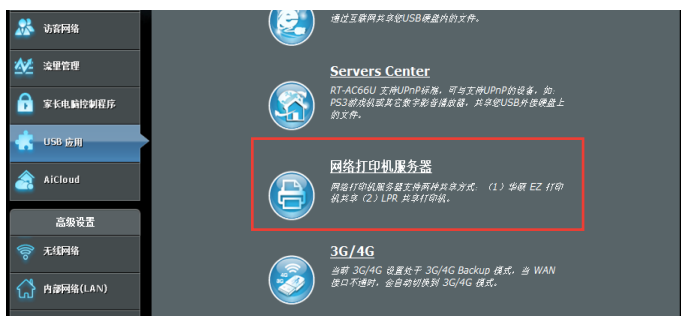 访客网络
流量管理
家长电脑控制程序
USB 应用
AiCloud
高级设置
无线网络
内部网络(LAN)
通过互联网共享您USB硬盘内的文件。
Servers Center
RT-AC66U 支持UPnP标准，可与支持UPnP的设备，如:
PS3游戏机或其它数字影音播放器，共享您USB外接硬盘上
的文件。
网络打印机服务器
网络打印机服务器支持两种共享方式: （1）华硕 EZ 打印
机共享（2）LPR 共享打印机。
3G/4G
当前 3G/4G 设置处于 3G/4G Backup 模式，当 WAN
接口不通时，会自动切换到 3G/4G 模式。